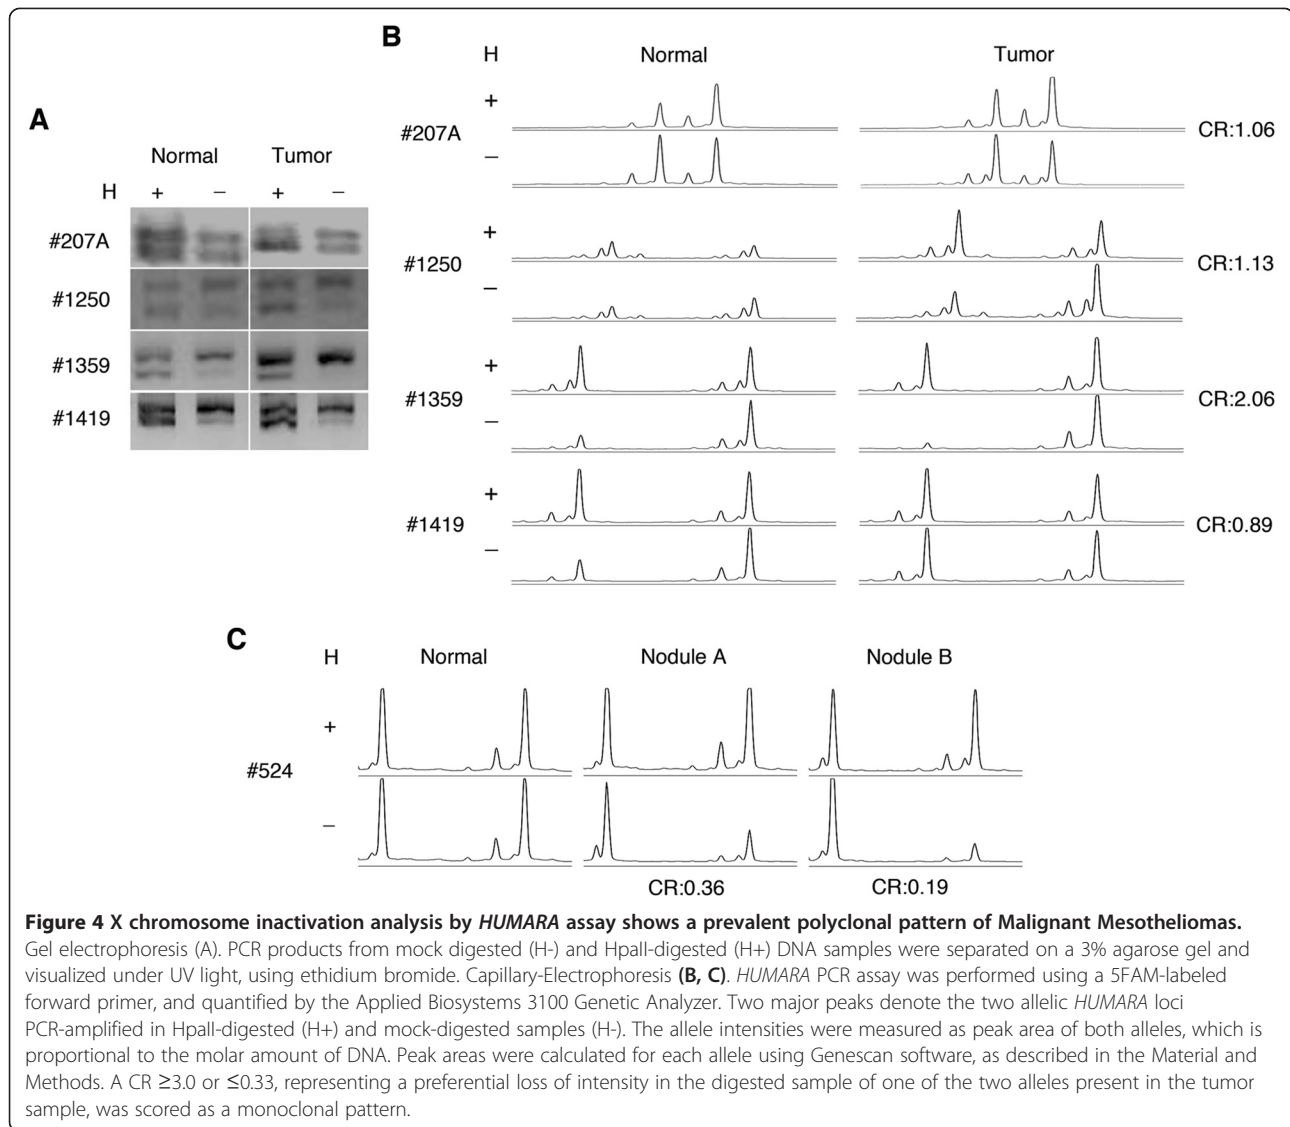 A
Normal Tumor
H + − + −
#207A
#1250
#1359
#1419
B
H Normal Tumor
+
#207A CR:1.06
−
+
#1250 CR:1.13
−
+
#1359 CR:2.06
−
+
#1419 CR:0.89
−
C
H Normal Nodule A Nodule B
+
#524
−
CR:0.36 CR:0.19
Figure 4 X chromosome inactivation analysis by HUMARA assay shows a prevalent polyclonal pattern of Malignant Mesotheliomas.
Gel electrophoresis (A). PCR products from mock digested (H-) and HpaII-digested (H+) DNA samples were separated on a 3% agarose gel and
visualized under UV light, using ethidium bromide. Capillary-Electrophoresis (B, C). HUMARA PCR assay was performed using a 5FAM-labeled
forward primer, and quantified by the Applied Biosystems 3100 Genetic Analyzer. Two major peaks denote the two allelic HUMARA loci
PCR-amplified in HpaII-digested (H+) and mock-digested samples (H-). The allele intensities were measured as peak area of both alleles, which is
proportional to the molar amount of DNA. Peak areas were calculated for each allele using Genescan software, as described in the Material and
Methods. A CR ≥3.0 or ≤0.33, representing a preferential loss of intensity in the digested sample of one of the two alleles present in the tumor
sample, was scored as a monoclonal pattern.